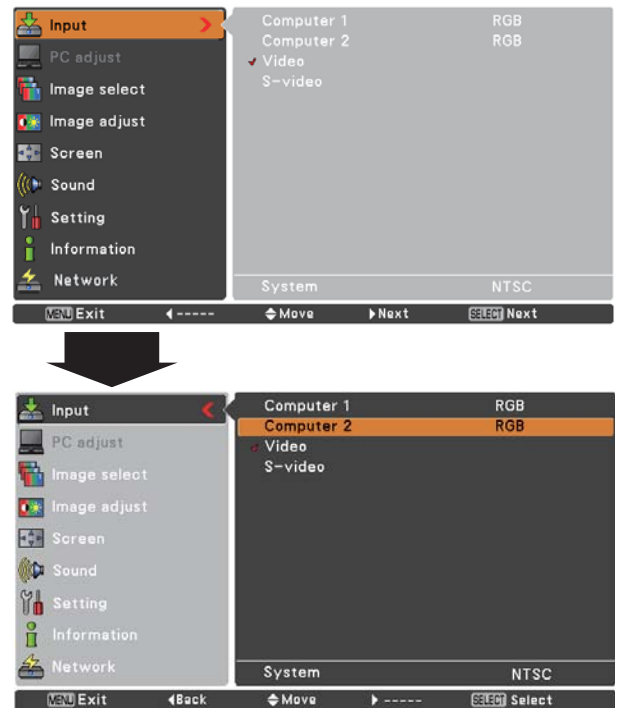 Input
PC adjust
Image select
Image adjust
Screen
Sound
Setting
Information
Network
Computer 1 RGB
Computer 2 RGB
Video
S-video
System NTSC
MENU Exit ----- Move Next SELECT Next
Input
PC adjust
Image select
Image adjust
Screen
Sound
Setting
Information
Network
Computer 1 RGB
Computer 2 RGB
Video
S-video
System NTSC
MENU Exit Back Move ----- SELECT Select